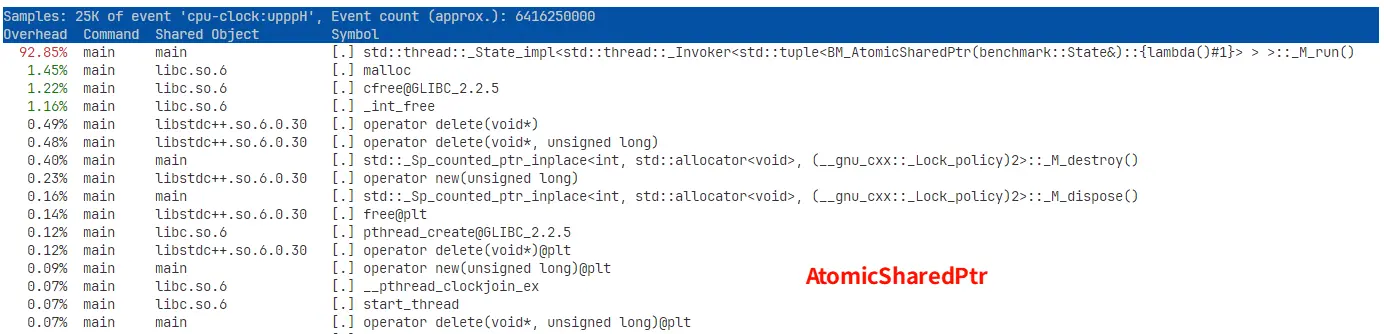 Samples: 25K of event 'cpu-clock:upppH', Event count (approx.): 6416250000
Overhead  Command  Shared Object        Symbol
92.85%  main     main                 [.] std::thread::_State_impl<std::thread::_Invoker<std::tuple<BM_AtomicSharedPtr(benchmark::State&)::{lambda()#1}> > >::_M_run()
1.45%  main     libc.so.6            [.] malloc
1.22%  main     libc.so.6            [.] cfree@GLIBC_2.2.5
1.16%  main     libc.so.6            [.] _int_free
0.49%  main     libstdc++.so.6.0.30  [.] operator delete(void*)
0.48%  main     libstdc++.so.6.0.30  [.] operator delete(void*, unsigned long)
0.40%  main     main                 [.] std::_Sp_counted_ptr_inplace<int, std::allocator<void>, (__gnu_cxx::_Lock_policy)2>::_M_destroy()
0.23%  main     libstdc++.so.6.0.30  [.] operator new(unsigned long)
0.16%  main     main                 [.] std::_Sp_counted_ptr_inplace<int, std::allocator<void>, (__gnu_cxx::_Lock_policy)2>::_M_dispose()
0.14%  main     libstdc++.so.6.0.30  [.] free@plt
0.12%  main     libc.so.6            [.] pthread_create@GLIBC_2.2.5
0.12%  main     libstdc++.so.6.0.30  [.] operator delete(void*)@plt
0.09%  main     main                 [.] operator new(unsigned long)@plt
0.07%  main     libc.so.6            [.] __pthread_clockjoin_ex
0.07%  main     libc.so.6            [.] start_thread
0.07%  main     main                 [.] operator delete(void*, unsigned long)@plt
AtomicSharedPtr